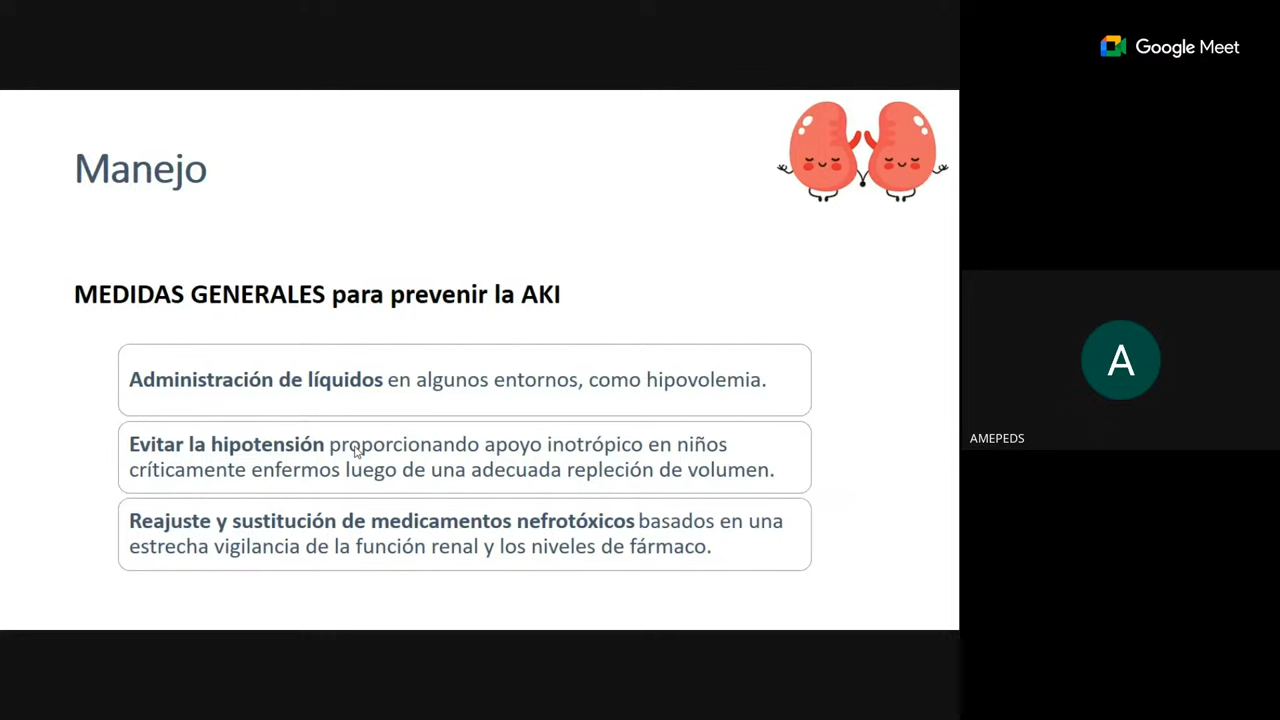 Google Meet
Manejo
MEDIDAS GENERALES para prevenir la AKI
Administración de líquidos en algunos entornos, como hipovolemia.
Evitar la hipotensión proporcionando apoyo inotrópico en niños
críticamente enfermos luego de una adecuada repleción de volumen.
Reajuste y sustitución de medicamentos nefrotóxicos basados en una
estrecha vigilancia de la función renal y los niveles de fármaco.
A
AMEPEDS